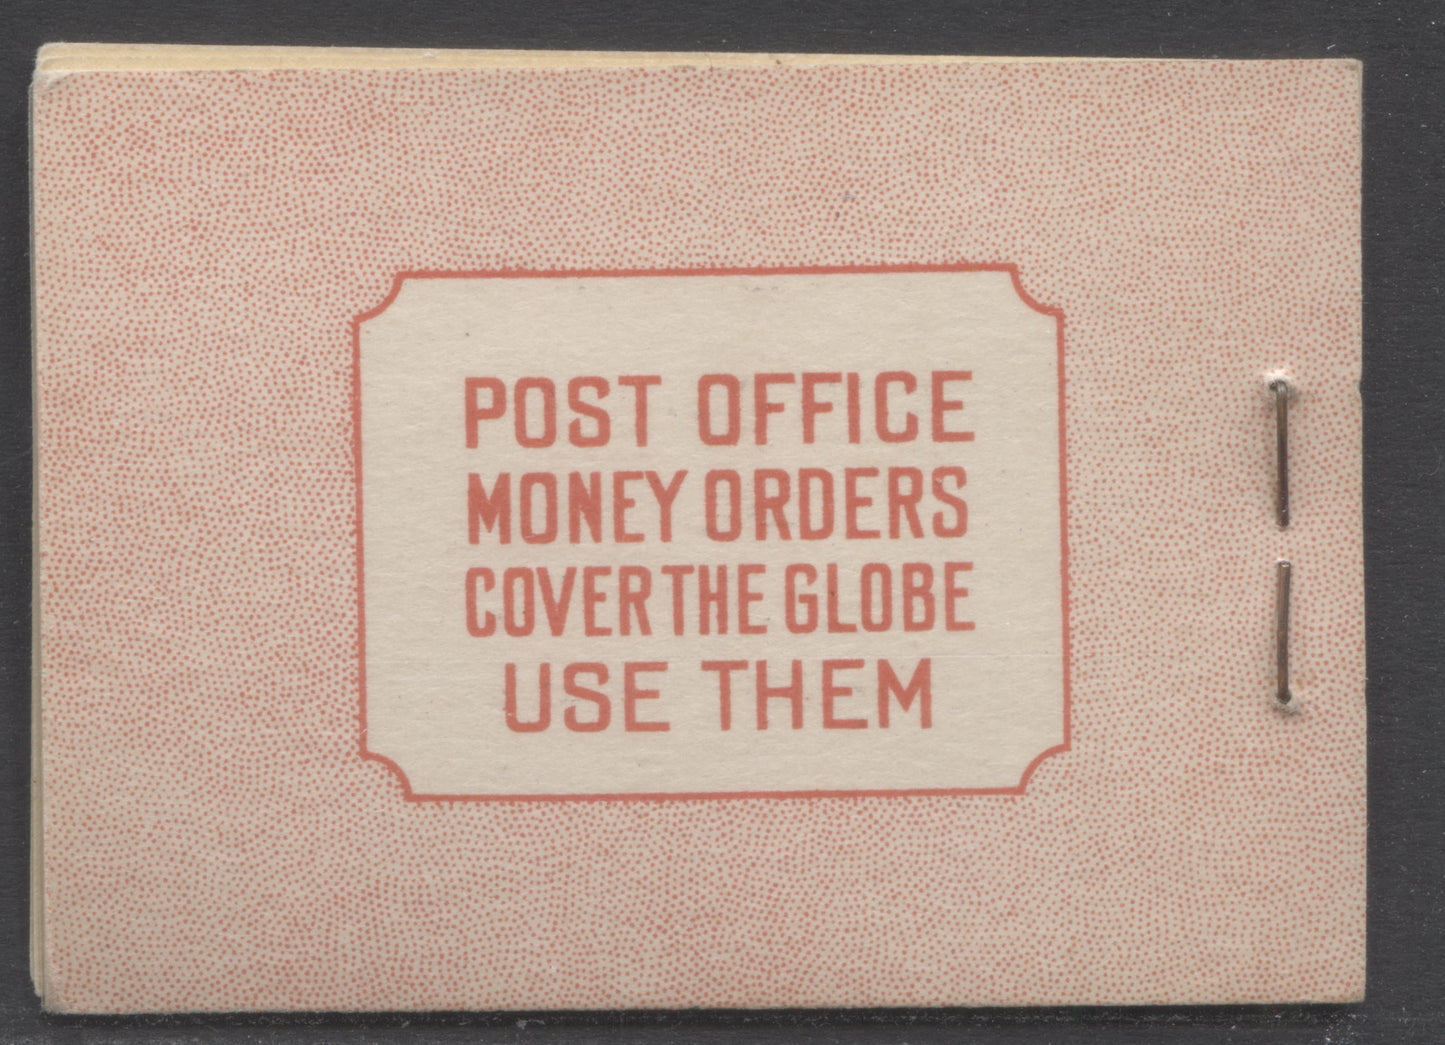 POST OFFICE
MONEY ORDERS
COVER THE GLOBE
USE THEM